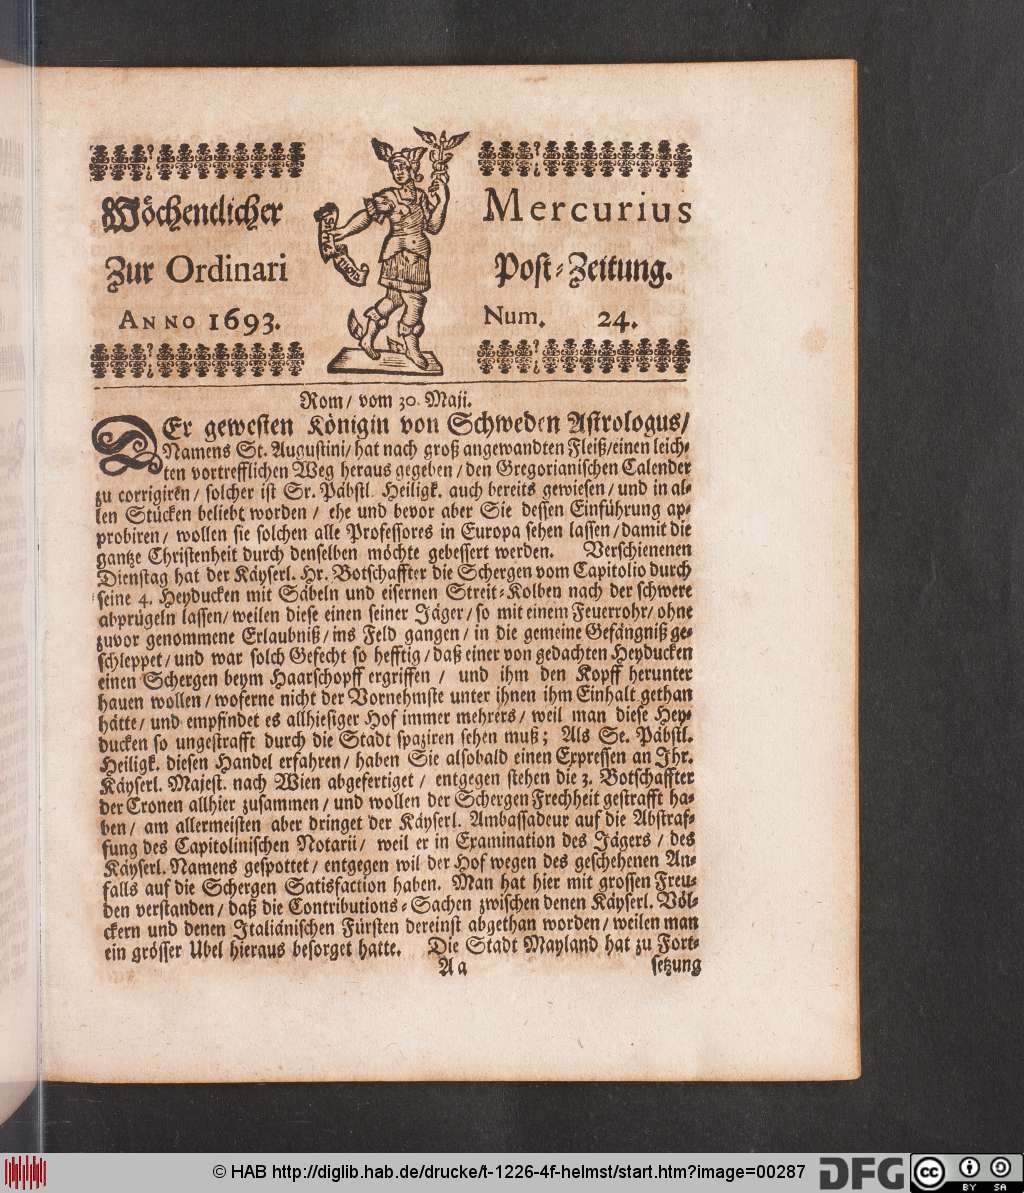 Wöchentlicher Mercurius
Zur Ordinari Post-Zeitung.
ANNO 1693. Num. 24.
Rom/ vom 30. Maji.
DEr gewesten Königin von Schweden Astrologus/
Namens St. Augustini/ hat nach groß angewandten Fleiß/ einen leich-
ten vortrefflichen Weg heraus gegeben/ den Gregorianischen Calender
zu corrigiren/ solcher ist Sr. Päbstl. Heiligk. auch bereits gewiesen/ und in al-
len Stücken beliebt worden/ ehe und bevor aber Sie dessen Einführung ap-
probiren/ wollen sie solchen alle Professores in Europa sehen lassen/ damit die
gantze Christenheit durch denselben möchte gebessert werden. Verschienenen
Dienstag hat der Käyserl. Hr. Botschaffter die Schergen vom Capitolio durch
seine 4. Heyducken mit Säbeln und eisernen Streit-Kolben nach der schwere
abprügeln lassen/ weilen diese einen seiner Jäger/ so mit einem Feuerrohr/ ohne
zuvor genommene Erlaubniß/ ins Feld gangen/ in die gemeine Gefängniß ge-
schleppet/ und war solch Gefecht so hefftig/ daß einer von gedachten Heyducken
einen Schergen beym Haarschopff ergriffen/ und ihm den Kopff herunter
hauen wollen/ woferne nicht der Vornehmste unter ihnen ihm Einhalt gethan
hätte/ und empfindet es allhiesiger Hof immer mehrers/ weil man diese Hey-
ducken so ungestrafft durch die Stadt spaziren sehen muß; Als Se. Päbstl.
Heiligk. diesen Handel erfahren/ haben Sie alsobald einen Expressen an Ihr.
Käyserl. Majest. nach Wien abgefertiget/ entgegen stehen die 3. Botschaffter
der Cronen allhier zusammen/ und wollen der Schergen Frechheit gestrafft ha-
ben/ am allermeisten aber dringet der Käyserl. Ambassadeur auf die Abstraf-
fung des Capitolinischen Notarii/ weil er in Examination des Jägers/ des
Käyserl. Namens gespottet/ entgegen wil der Hof wegen des geschehenen An-
falls auf die Schergen Satisfaction haben. Man hat hier mit grossen Freu-
den verstanden/ daß die Contributions-Sachen zwischen denen Käyserl. Völ-
ckern und denen Italiänischen Fürsten dereinst abgethan worden/ weilen man
ein grösser Ubel hieraus besorget hatte. Die Stadt Mayland hat zu Fort-
Aa setzung
© HAB http://diglib.hab.de/drucke/t-1226-4f-helmst/start.htm?image=00287
DFG
cc BY SA